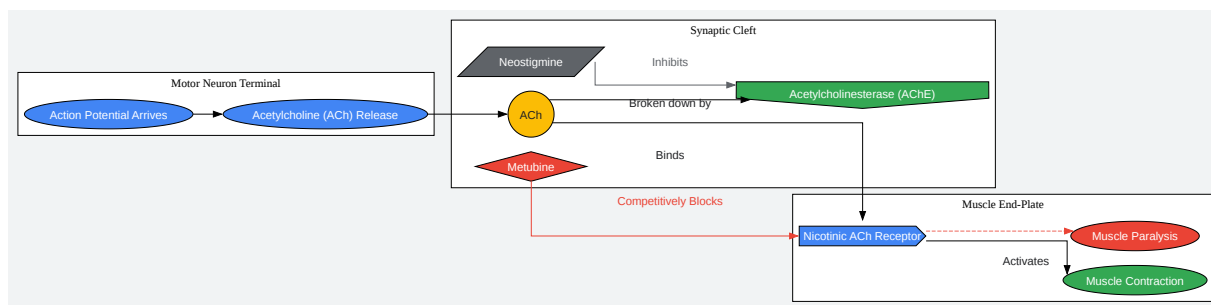 Synaptic Cleft
Neostigmine
Inhibits
Motor Neuron Terminal
Acetylcholinesterase (AChE)
Broken down by
Action Potential Arrives
Acetylcholine (ACh) Release
ACh
Binds
Metubine
Competitively Blocks
Muscle End-Plate
Nicotinic ACh Receptor
Muscle Paralysis
Activates
Muscle Contraction